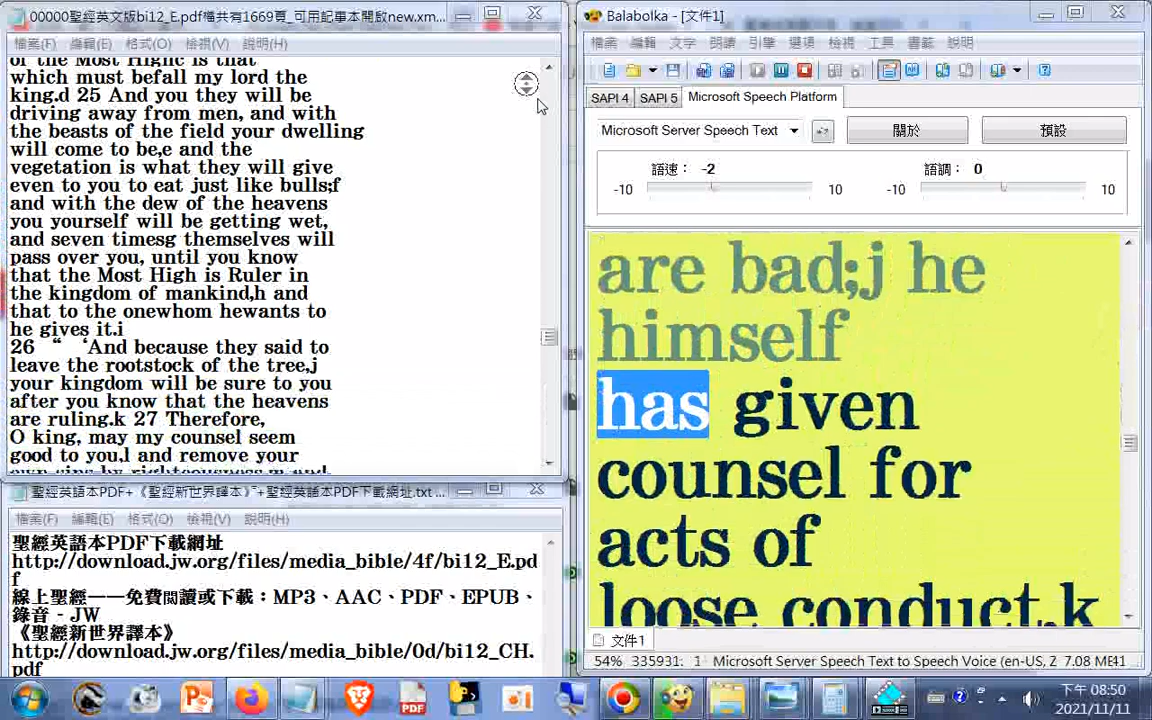 00000聖經英文版bi12_E.pdf檔共有1669頁_可用記事本開啟new.xm...
檔案(F) 編輯(E) 格式(O) 檢視(V) 說明(H)
of the Most Highc is that
which must befall my lord the
king.d 25 And you they will be
driving away from men, and with
the beasts of the field your dwelling
will come to be,e and the
vegetation is what they will give
even to you to eat just like bulls;f
and with the dew of the heavens
you yourself will be getting wet,
and seven timesg themselves will
pass over you, until you know
that the Most High is Ruler in
the kingdom of mankind,h and
that to the onewhom hewants to
he gives it.i
26 “ ‘And because they said to
leave the rootstock of the tree,j
your kingdom will be sure to you
after you know that the heavens
are ruling.k 27 Therefore,
O king, may my counsel seem
good to you,l and remove your
own sins by righteousness,m and
聖經英語本PDF+《聖經新世界譯本》"+聖經英語本PDF下載網址.txt ...
檔案(F) 編輯(E) 格式(O) 檢視(V) 說明(H)
聖經英語本PDF下載網址
http://download.jw.org/files/media_bible/4f/bi12_E.pd
f
線上聖經——免費閱讀或下載：MP3、AAC、PDF、EPUB、
錄音 - JW
《聖經新世界譯本》
http://download.jw.org/files/media_bible/0d/bi12_CH.
pdf
Balabolka - [文件1]
檔案 編輯 文字 朗讀 引擎 選項 檢視 工具 書籤 說明
SAPI 4 SAPI 5 Microsoft Speech Platform
Microsoft Server Speech Text 關於 預設
語速： -2 語調： 0
-10 10 -10 10
are bad;j he
himself
has given
counsel for
acts of
loose conduct,k
文件1
54% 335931: 1 Microsoft Server Speech Text to Speech Voice (en-US, 2 7.08 ME41
下午 08:50
2021/11/11